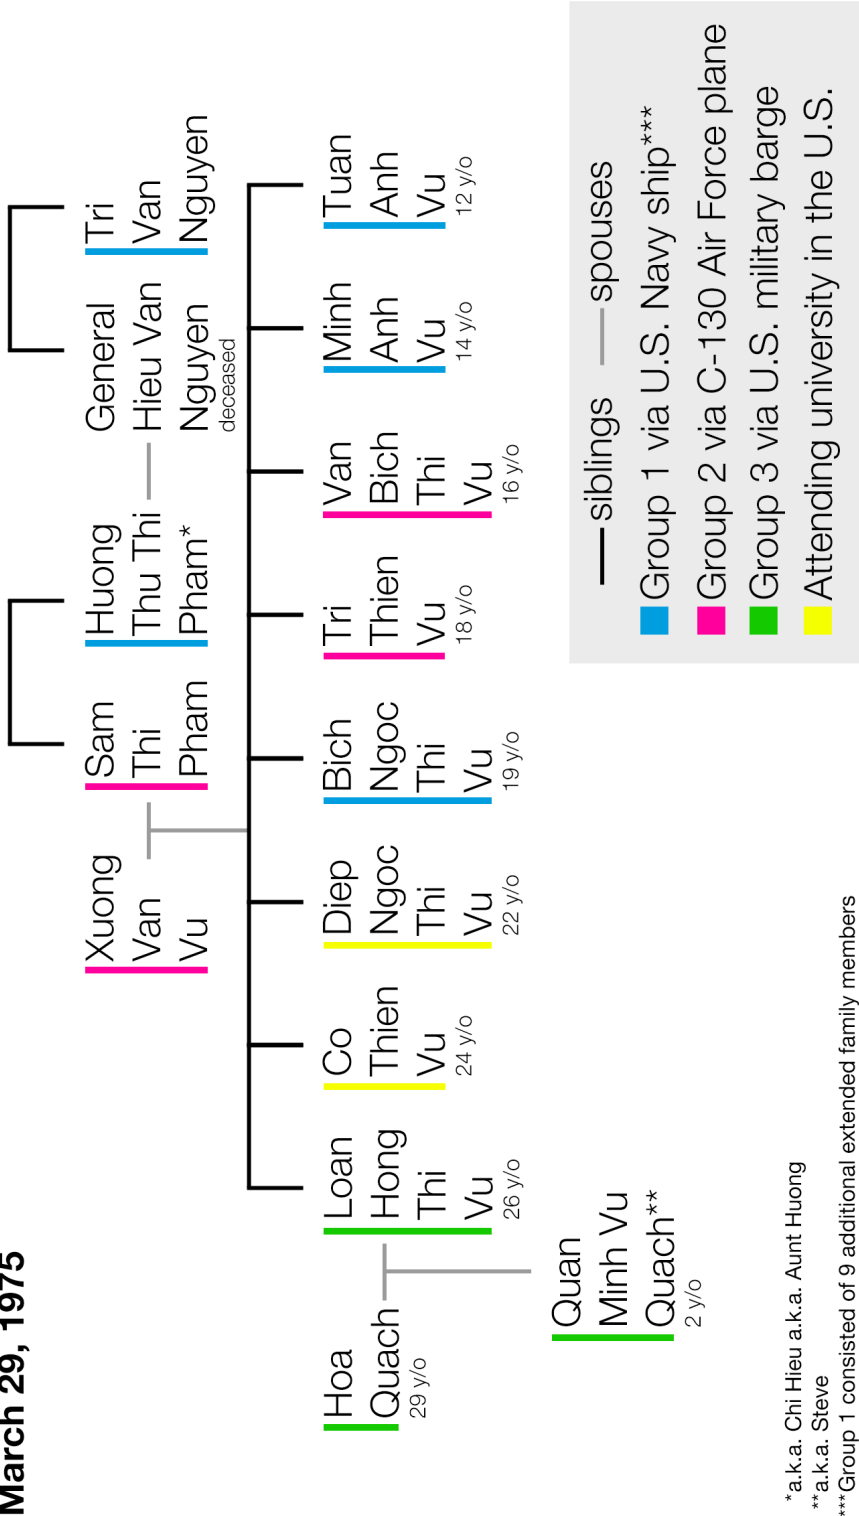 March 29, 1975
Xuong
Van
Vu
Sam
Thi
Pham
Huong
Thu Thi
Pham*
General
Hieu Van
Nguyen
deceased
Tri
Van
Nguyen
Hoa
Quach
29 y/o
Loan
Hong
Thi
Vu
26 y/o
Co
Thien
Vu
24 y/o
Diep
Ngoc
Thi
Vu
22 y/o
Bich
Ngoc
Thi
Vu
19 y/o
Tri
Thien
Vu
18 y/o
Van
Bich
Thi
Vu
16 y/o
Minh
Anh
Vu
14 y/o
Tuan
Anh
Vu
12 y/o
Quan
Minh Vu
Quach**
2 y/o
siblings spouses
Group 1 via U.S. Navy ship***
Group 2 via C-130 Air Force plane
Group 3 via U.S. military barge
Attending university in the U.S.
*a.k.a. Chi Hieu a.k.a. Aunt Huong
**a.k.a. Steve
***Group 1 consisted of 9 additional extended family members